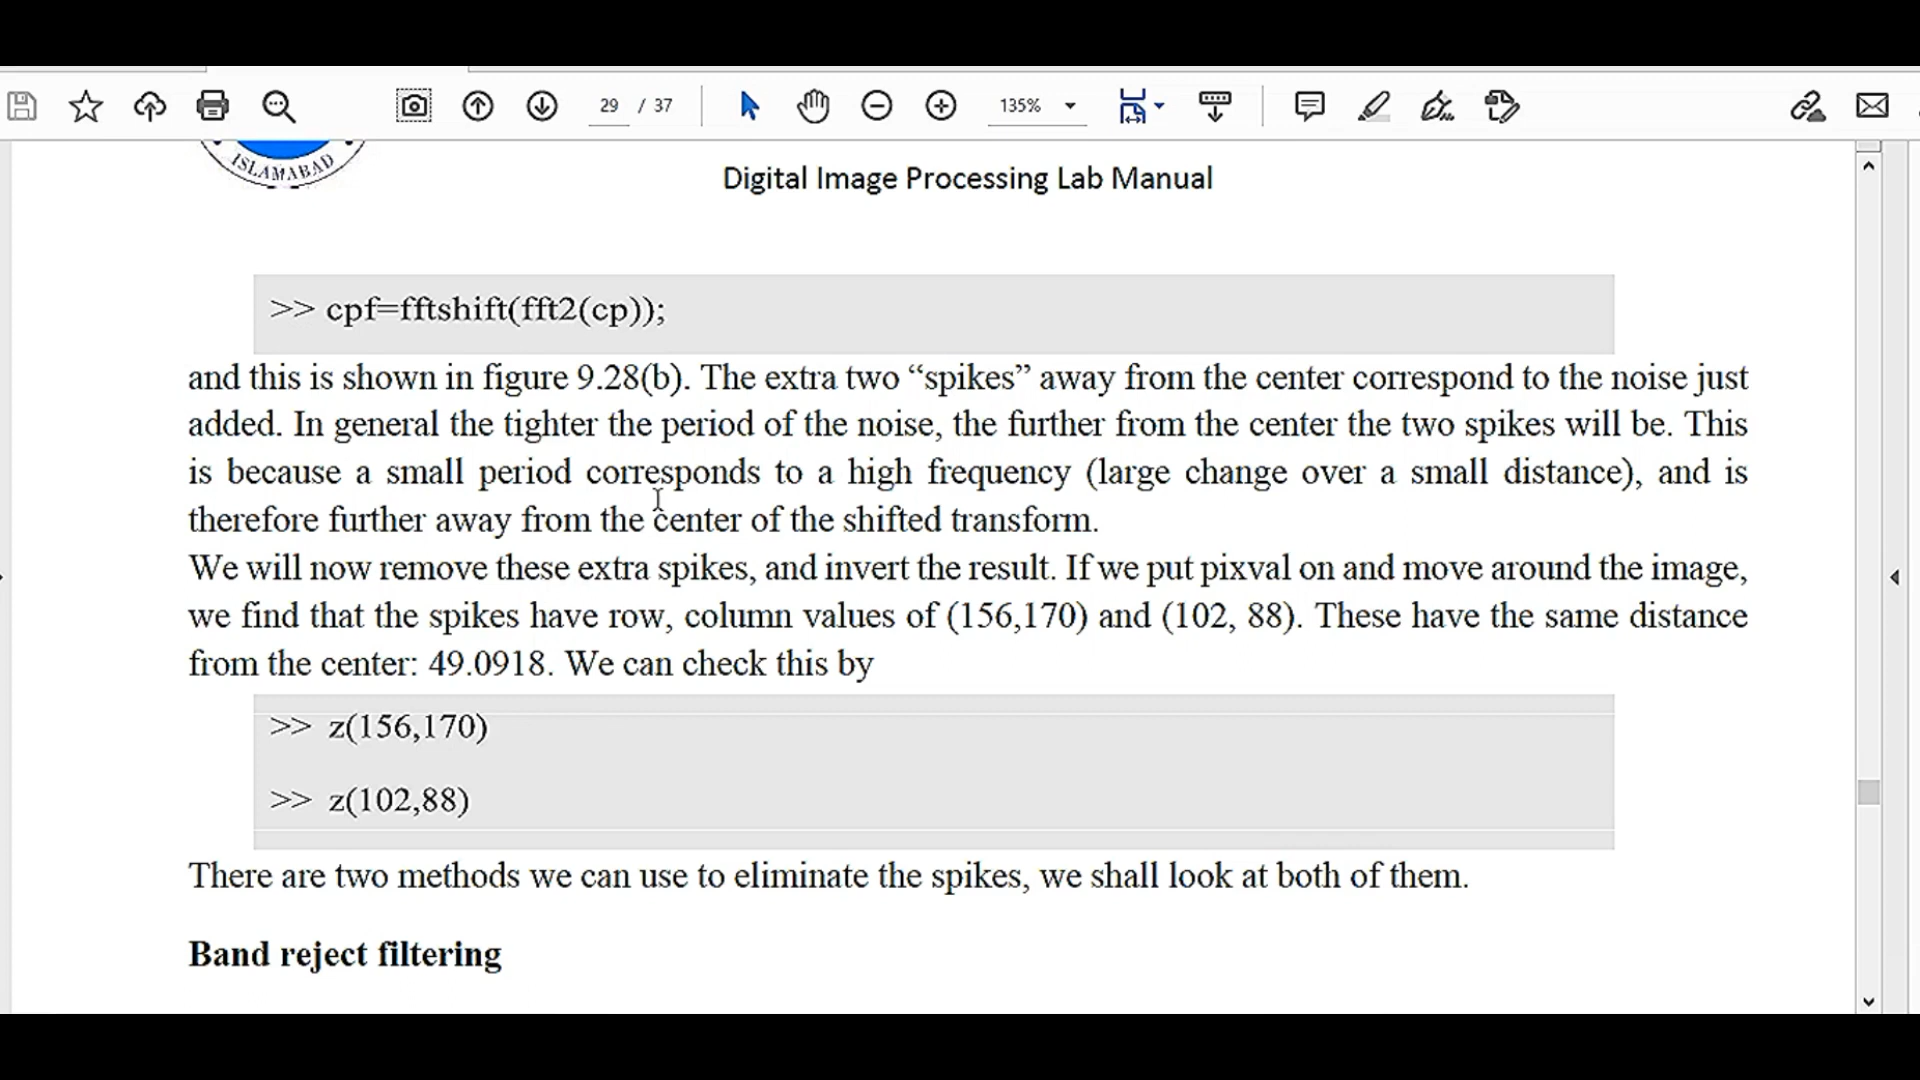 29 / 37
135%
ISLAMABAD
Digital Image Processing Lab Manual
>> cpf=fftshift(fft2(cp));
and this is shown in figure 9.28(b). The extra two “spikes” away from the center correspond to the noise just
added. In general the tighter the period of the noise, the further from the center the two spikes will be. This
is because a small period corresponds to a high frequency (large change over a small distance), and is
therefore further away from the center of the shifted transform.
We will now remove these extra spikes, and invert the result. If we put pixval on and move around the image,
we find that the spikes have row, column values of (156,170) and (102, 88). These have the same distance
from the center: 49.0918. We can check this by
>> z(156,170)
>> z(102,88)
There are two methods we can use to eliminate the spikes, we shall look at both of them.
Band reject filtering